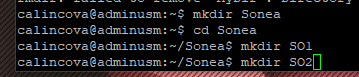 calincova@adminusm:~$ mkdir Sonea
calincova@adminusm:~$ cd Sonea
calincova@adminusm:~/Sonea$ mkdir SO1
calincova@adminusm:~/Sonea$ mkdir SO2